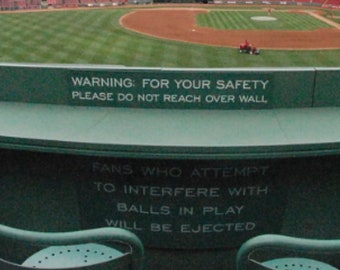 WARNING: FOR YOUR SAFETY
PLEASE DO NOT REACH OVER WALL
FANS WHO ATTEMPT
TO INTERFERE WITH
BALLS IN PLAY
WILL BE EJECTED